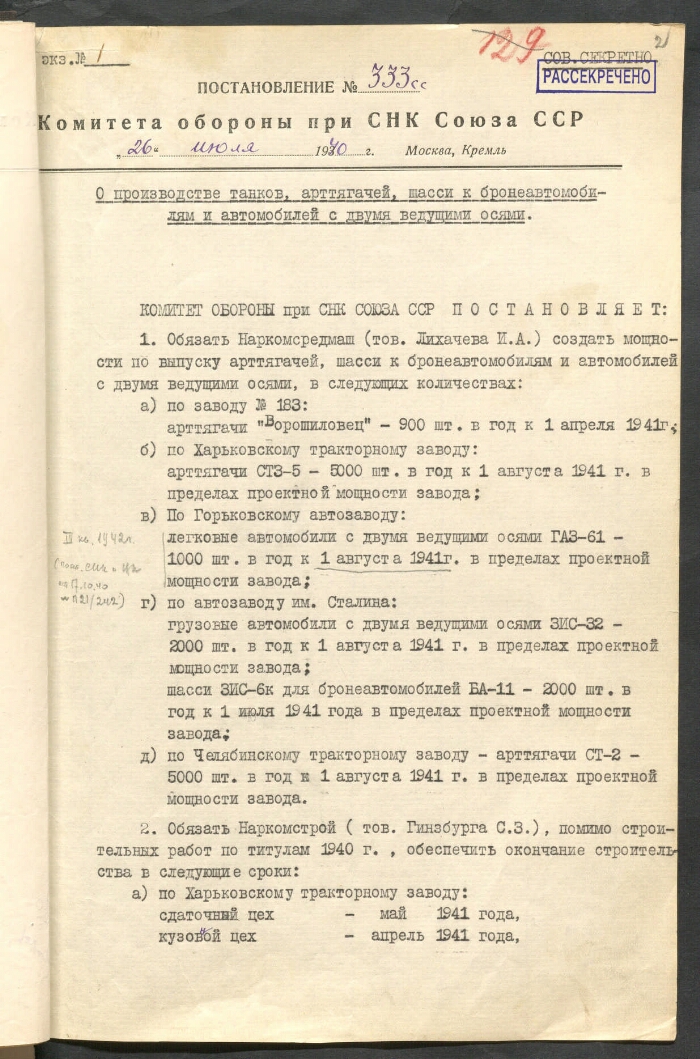 экз.№ 1
129
2
СОВ.СЕКРЕТНО
РАССЕКРЕЧЕНО
ПОСТАНОВЛЕНИЕ № 333сс
Комитета обороны при СНК Союза ССР
„26“ июля 1940 г. Москва, Кремль
О производстве танков, арттягачей, шасси к бронеавтомоби-
лям и автомобилей с двумя ведущими осями.
КОМИТЕТ ОБОРОНЫ при СНК СОЮЗА ССР П О С Т А Н О В Л Я Е Т:
1. Обязать Наркомсредмаш (тов. Лихачева И.А.) создать мощно-
сти по выпуску арттягачей, шасси к бронеавтомобилям и автомобилей
с двумя ведущими осями, в следующих количествах:
а) по заводу № 183:
арттягачи "Ворошиловец" – 900 шт. в год к 1 апреля 1941г.;
б) по Харьковскому тракторному заводу:
арттягачи СТЗ-5 – 5000 шт. в год к 1 августа 1941 г. в
пределах проектной мощности завода;
в) По Горьковскому автозаводу:
легковые автомобили с двумя ведущими осями ГАЗ-61 –
1000 шт. в год к 1 августа 1941г. в пределах проектной
мощности завода;
кв. 1942г.
от 17.10.40
г) по автозаводу им. Сталина:
грузовые автомобили с двумя ведущими осями ЗИС-32 –
2000 шт. в год к 1 августа 1941 г. в пределах проектной
мощности завода;
шасси ЗИС-6к для бронеавтомобилей БА-11 – 2000 шт. в
год к 1 июля 1941 года в пределах проектной мощности
завода;
д) по Челябинскому тракторному заводу – арттягачи СТ-2 –
5000 шт. в год к 1 августа 1941 г. в пределах проектной
мощности завода.
2. Обязать Наркомстрой ( тов. Гинзбурга С.З.), помимо строи-
тельных работ по титулам 1940 г. , обеспечить окончание строитель-
ства в следующие сроки:
а) по Харьковскому тракторному заводу:
сдаточный цех – май 1941 года,
кузовой цех – апрель 1941 года,